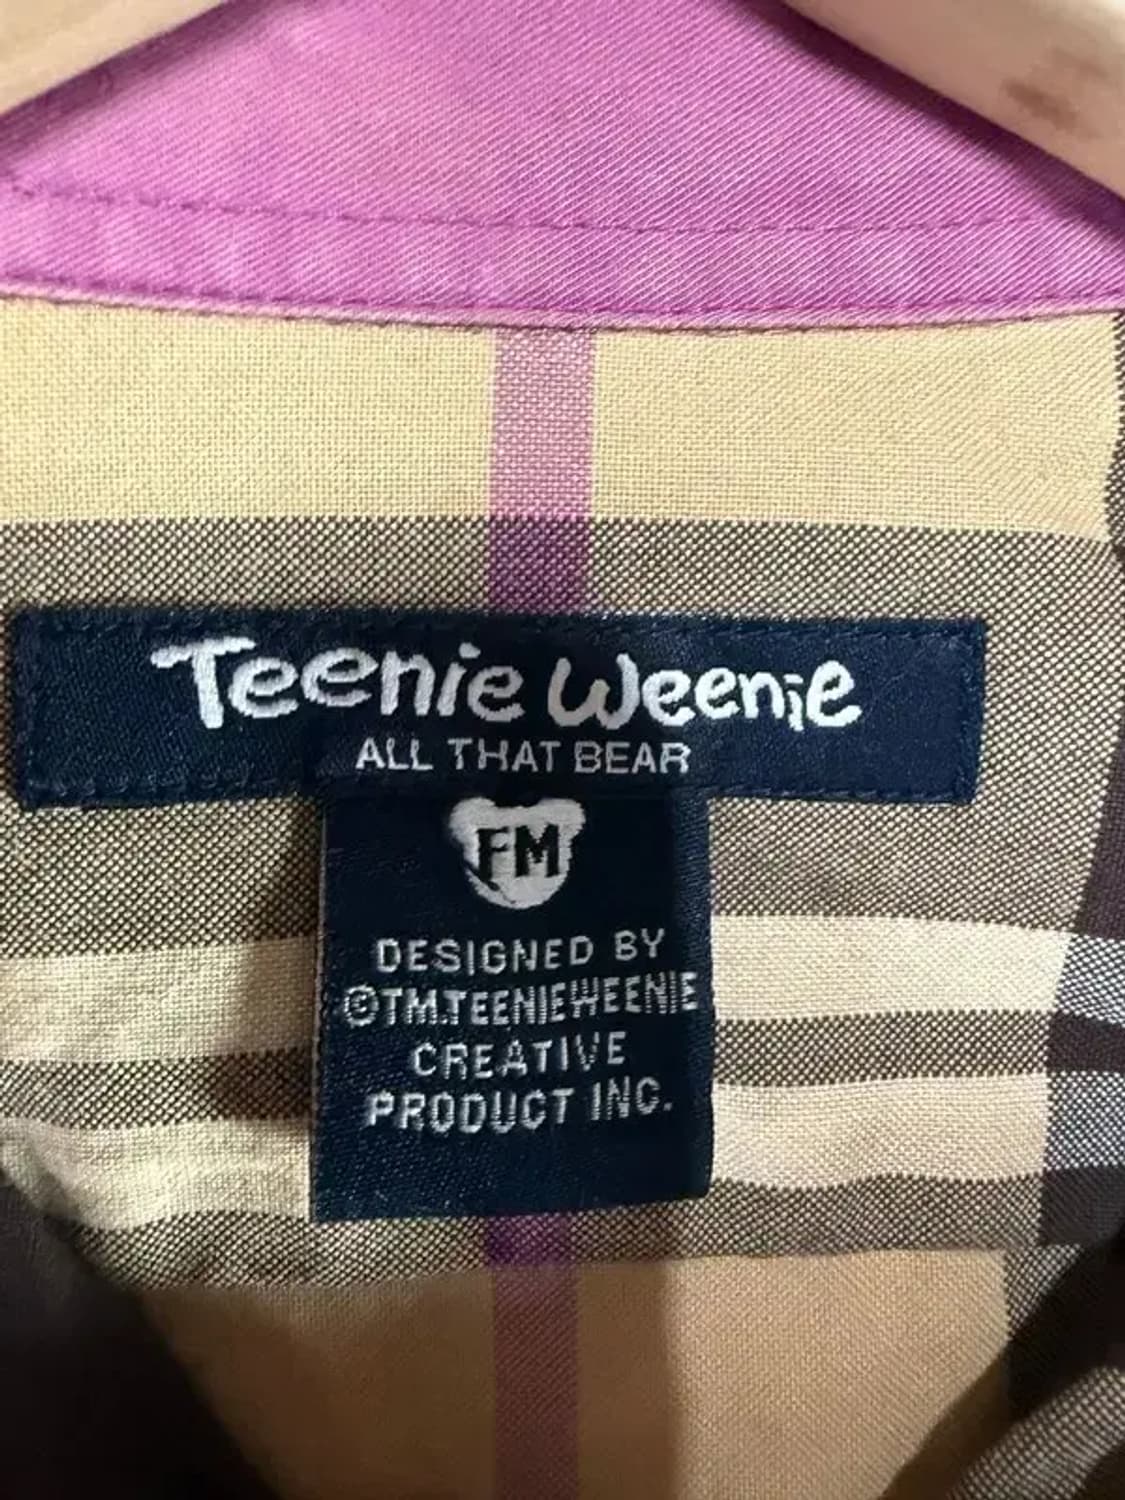 Teenie Weenie
ALL THAT BEAR
FM
DESIGNED BY
©TM.TEENIEWEENIE
CREATIVE
PRODUCT INC.